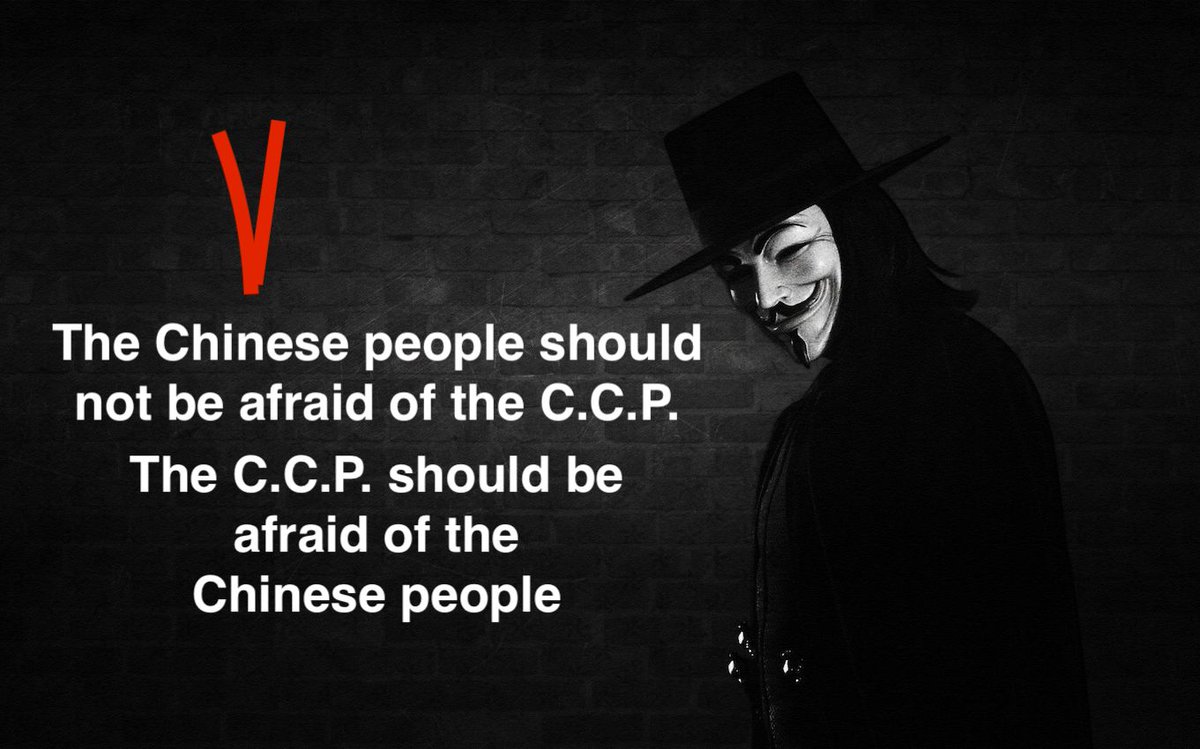 V
The Chinese people should
not be afraid of the C.C.P.
The C.C.P. should be
afraid of the
Chinese people